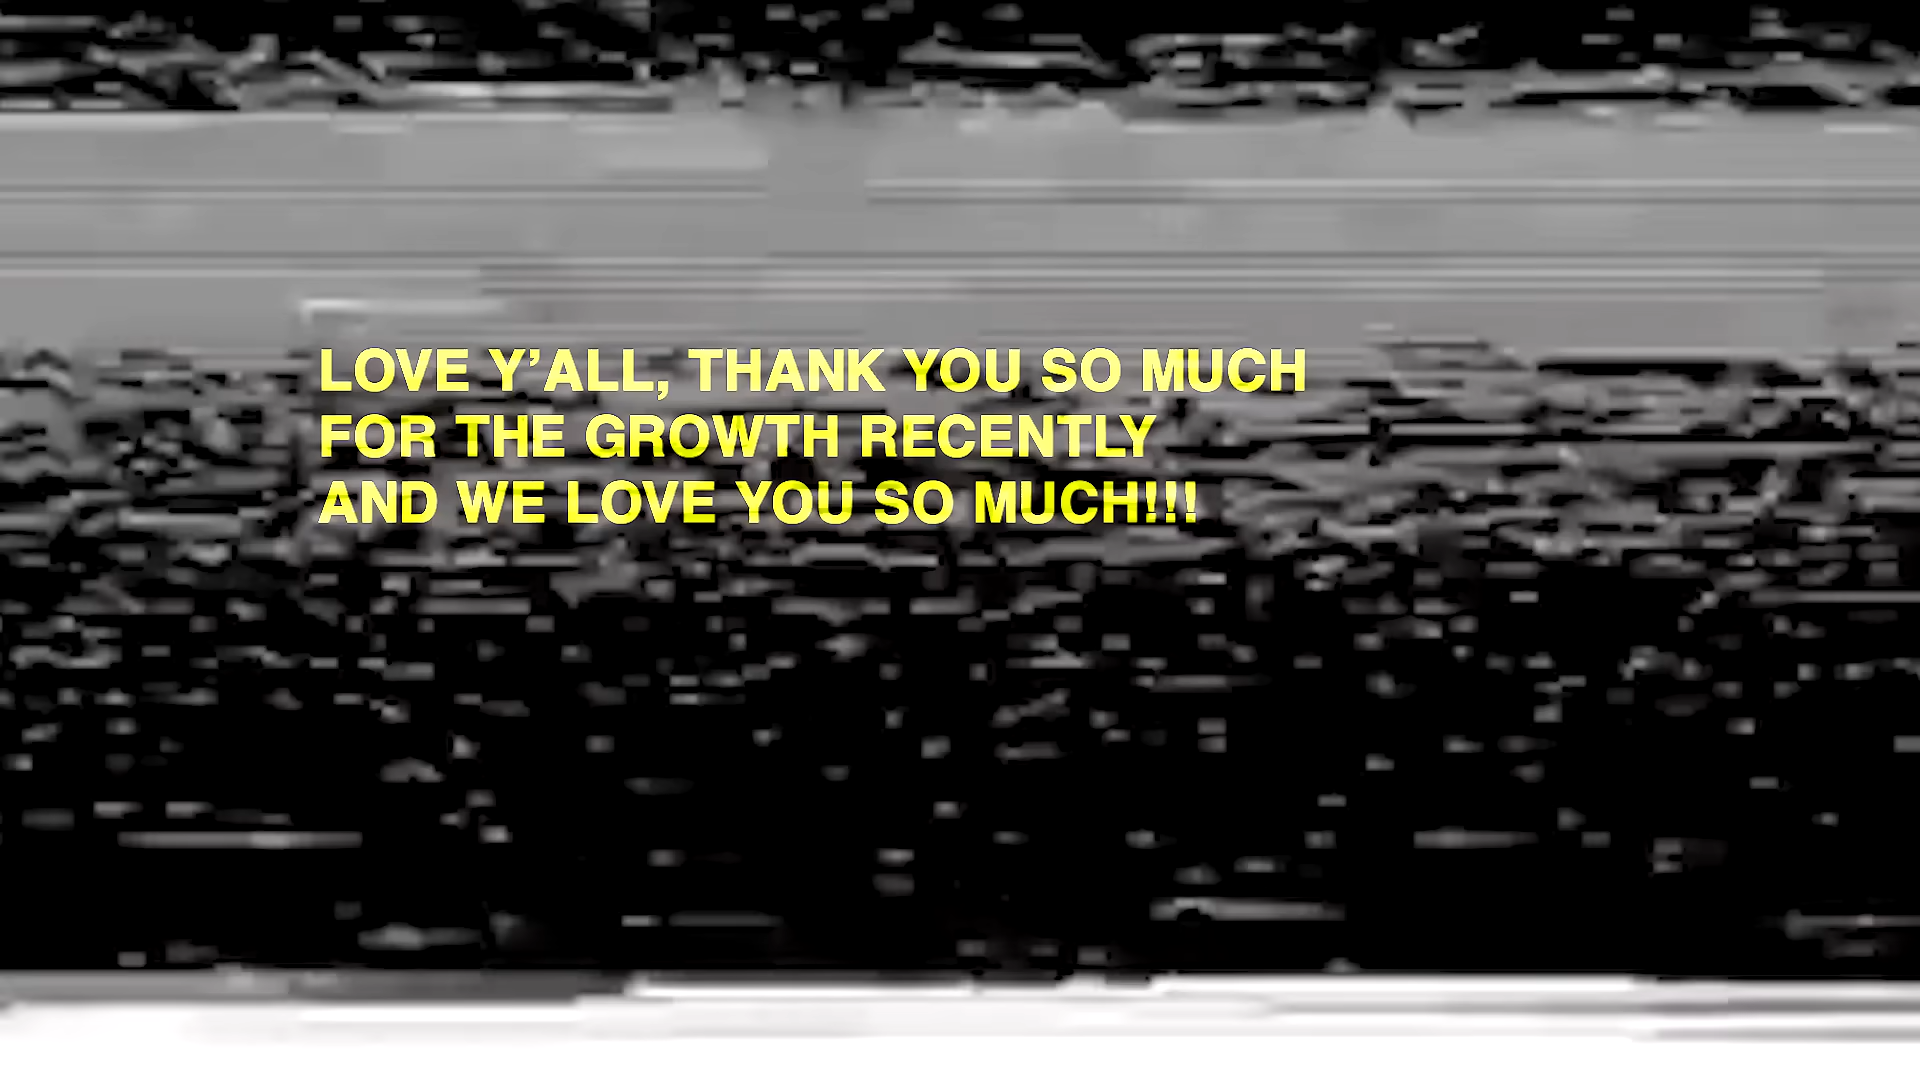 LOVE Y’ALL, THANK YOU SO MUCH
FOR THE GROWTH RECENTLY
AND WE LOVE YOU SO MUCH!!!